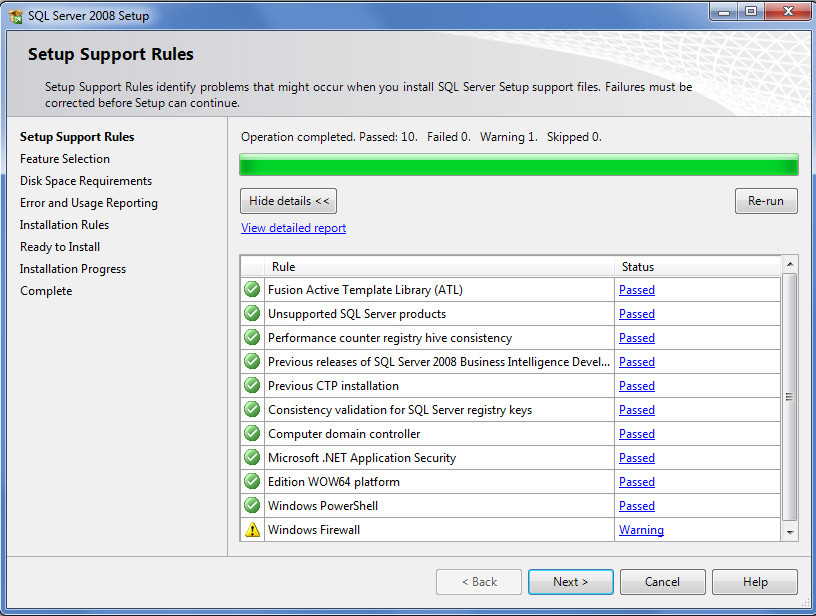 SQL Server 2008 Setup
Setup Support Rules
Setup Support Rules identify problems that might occur when you install SQL Server Setup support files. Failures must be
corrected before Setup can continue.
Setup Support Rules
Feature Selection
Disk Space Requirements
Error and Usage Reporting
Installation Rules
Ready to Install
Installation Progress
Complete
Operation completed. Passed: 10. Failed 0. Warning 1. Skipped 0.
Hide details << Re-run
View detailed report
Rule Status
Fusion Active Template Library (ATL) Passed
Unsupported SQL Server products Passed
Performance counter registry hive consistency Passed
Previous releases of SQL Server 2008 Business Intelligence Devel... Passed
Previous CTP installation Passed
Consistency validation for SQL Server registry keys Passed
Computer domain controller Passed
Microsoft .NET Application Security Passed
Edition WOW64 platform Passed
Windows PowerShell Passed
Windows Firewall Warning
< Back Next > Cancel Help